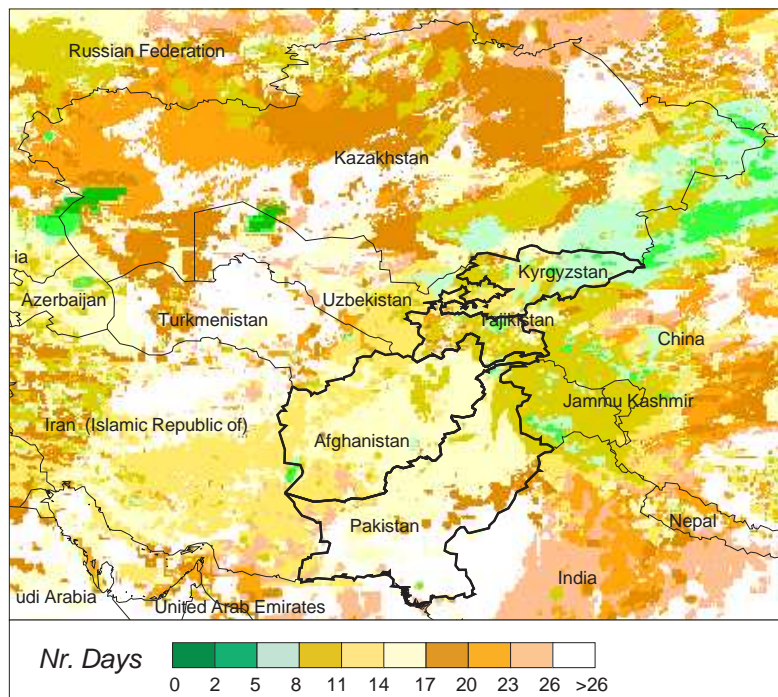 Russian Federation
Kazakhstan
ia
Azerbaijan
Uzbekistan
Kyrgyzstan
Turkmenistan
Tajikistan
China
Jammu Kashmir
Iran (Islamic Republic of)
Afghanistan
Pakistan
Nepal
India
udi Arabia
United Arab Emirates
Nr. Days
0 2 5 8 11 14 17 20 23 26 >26